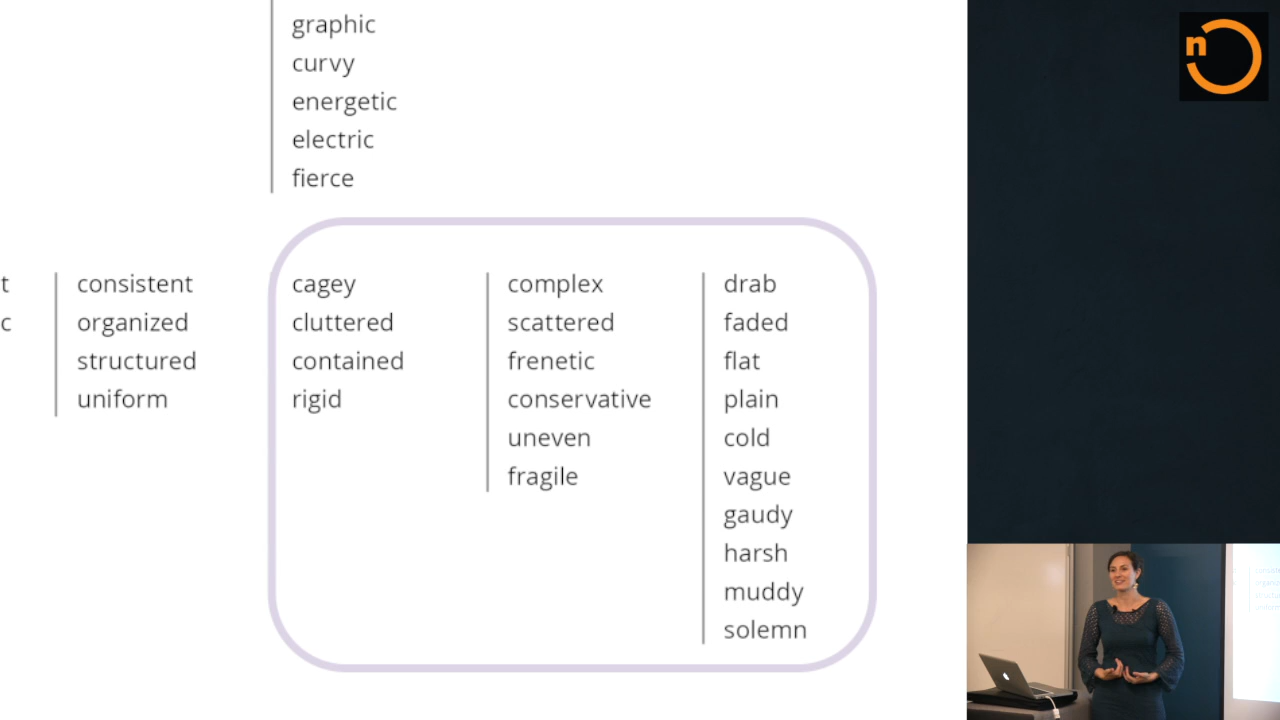 graphic
curvy
energetic
electric
fierce
t
c
consistent
organized
structured
uniform
cagey
cluttered
contained
rigid
complex
scattered
frenetic
conservative
uneven
fragile
drab
faded
flat
plain
cold
vague
gaudy
harsh
muddy
solemn
n